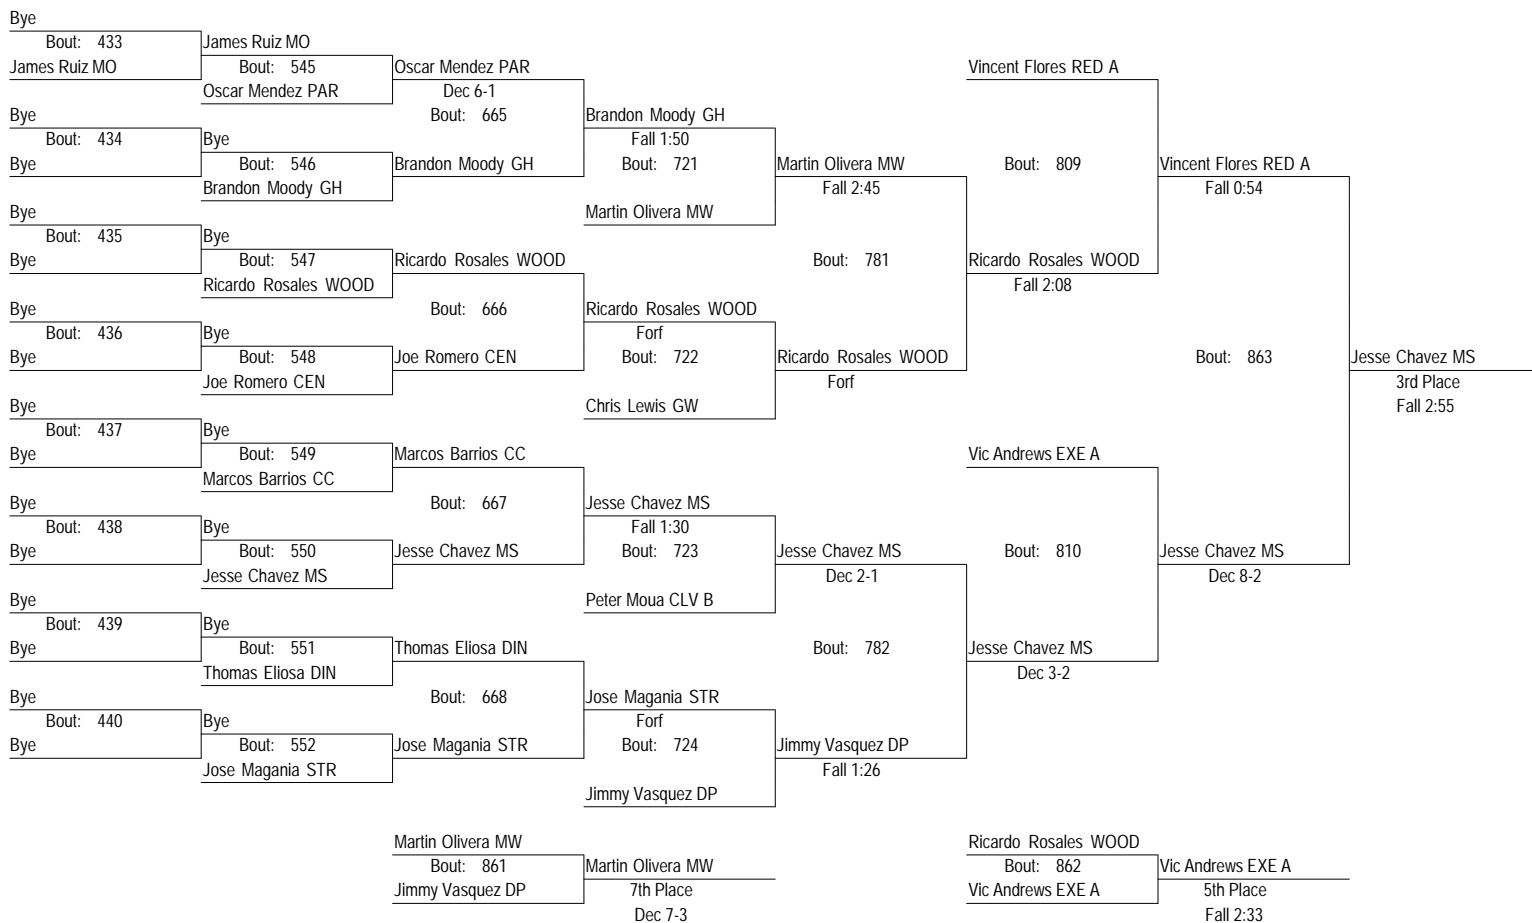 Bye
Bout: 433
James Ruiz MO
James Ruiz MO
Bout: 545
Oscar Mendez PAR
Oscar Mendez PAR
Dec 6-1
Bout: 665
Vincent Flores RED A
Bye
Bout: 434
Bye
Bye
Bout: 546
Brandon Moody GH
Brandon Moody GH
Brandon Moody GH
Fall 1:50
Bout: 721
Martin Olivera MW
Martin Olivera MW
Fall 2:45
Bout: 809
Vincent Flores RED A
Fall 0:54
Bye
Bout: 435
Bye
Bye
Bout: 547
Ricardo Rosales WOOD
Ricardo Rosales WOOD
Bout: 666
Bout: 781
Ricardo Rosales WOOD
Fall 2:08
Bye
Bout: 436
Bye
Bye
Bout: 548
Joe Romero CEN
Joe Romero CEN
Ricardo Rosales WOOD
Forf
Bout: 722
Chris Lewis GW
Ricardo Rosales WOOD
Forf
Bout: 863
Jesse Chavez MS
3rd Place
Fall 2:55
Bye
Bout: 437
Bye
Bye
Bout: 549
Marcos Barrios CC
Marcos Barrios CC
Bout: 667
Vic Andrews EXE A
Bye
Bout: 438
Bye
Bye
Bout: 550
Jesse Chavez MS
Jesse Chavez MS
Jesse Chavez MS
Fall 1:30
Bout: 723
Peter Moua CLV B
Jesse Chavez MS
Dec 2-1
Bout: 810
Jesse Chavez MS
Dec 8-2
Bye
Bout: 439
Bye
Bye
Bout: 551
Thomas Eliosa DIN
Thomas Eliosa DIN
Bout: 668
Bout: 782
Jesse Chavez MS
Dec 3-2
Bye
Bout: 440
Bye
Bye
Bout: 552
Jose Magania STR
Jose Magania STR
Jose Magania STR
Forf
Bout: 724
Jimmy Vasquez DP
Jimmy Vasquez DP
Fall 1:26
Martin Olivera MW
Bout: 861
Jimmy Vasquez DP
Martin Olivera MW
7th Place
Dec 7-3
Ricardo Rosales WOOD
Bout: 862
Vic Andrews EXE A
Vic Andrews EXE A
5th Place
Fall 2:33